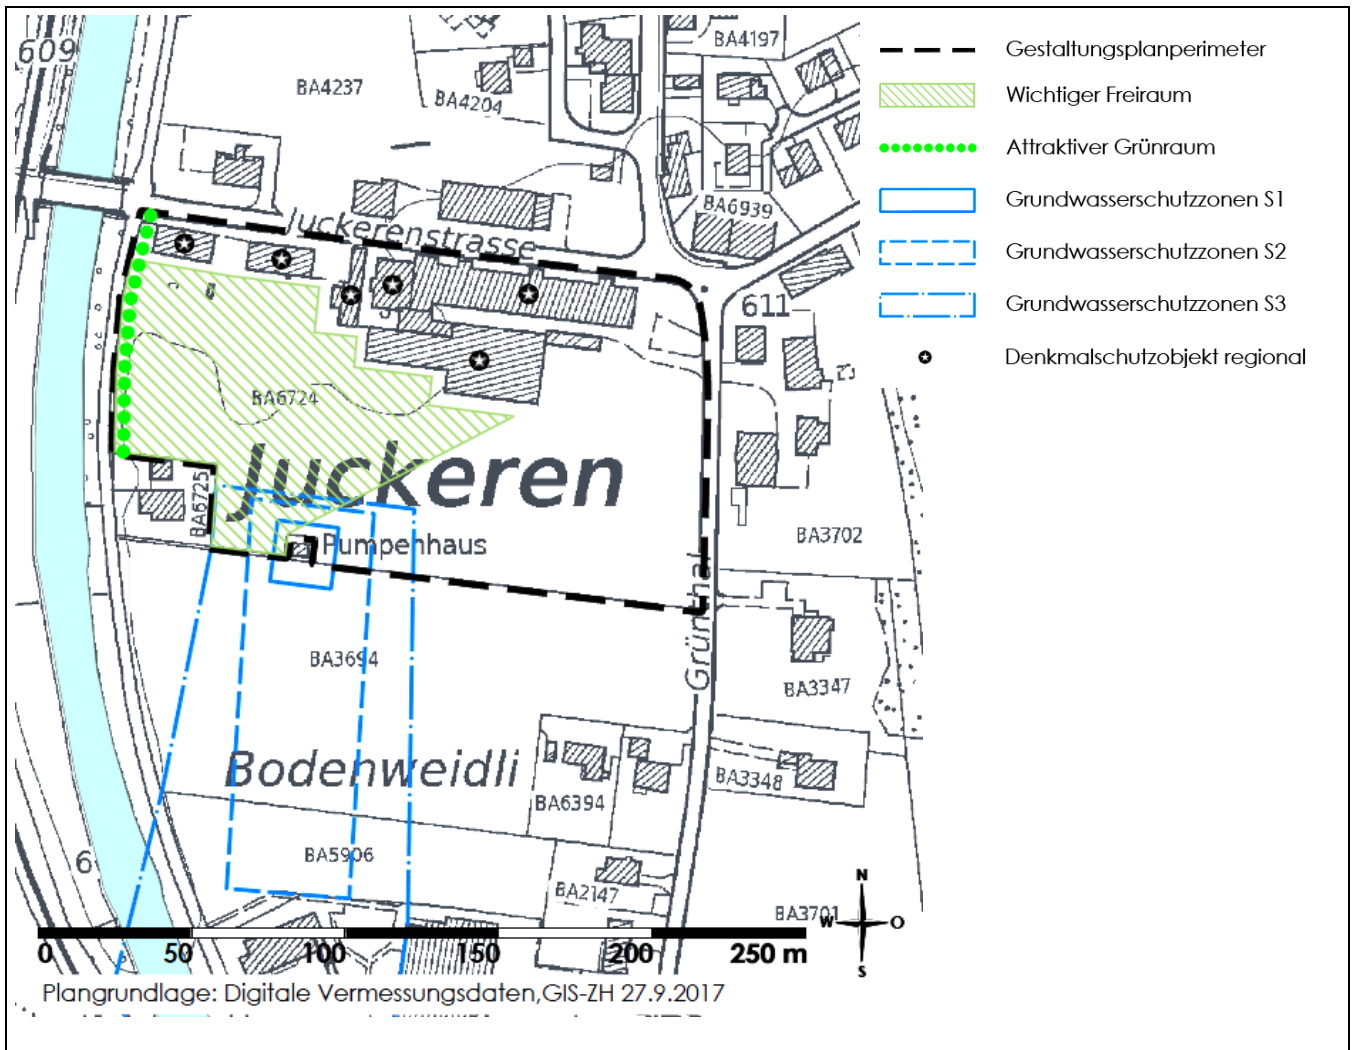 609
BA4237
BA4204
BA4197
BA6939
Juckerenstrasse
611
BA6724
Juckeren
BA6725
Pumpenhaus
BA3702
Grünthal
BA3694
BA3347
Bodenweidli
BA3348
BA6394
BA5906
6
BA2147
BA3701
Gestaltungsplanperimeter
Wichtiger Freiraum
Attraktiver Grünraum
Grundwasserschutzzonen S1
Grundwasserschutzzonen S2
Grundwasserschutzzonen S3
Denkmalschutzobjekt regional
N
W O
S
0 50 100 150 200 250 m
Plangrundlage: Digitale Vermessungsdaten,GIS-ZH 27.9.2017